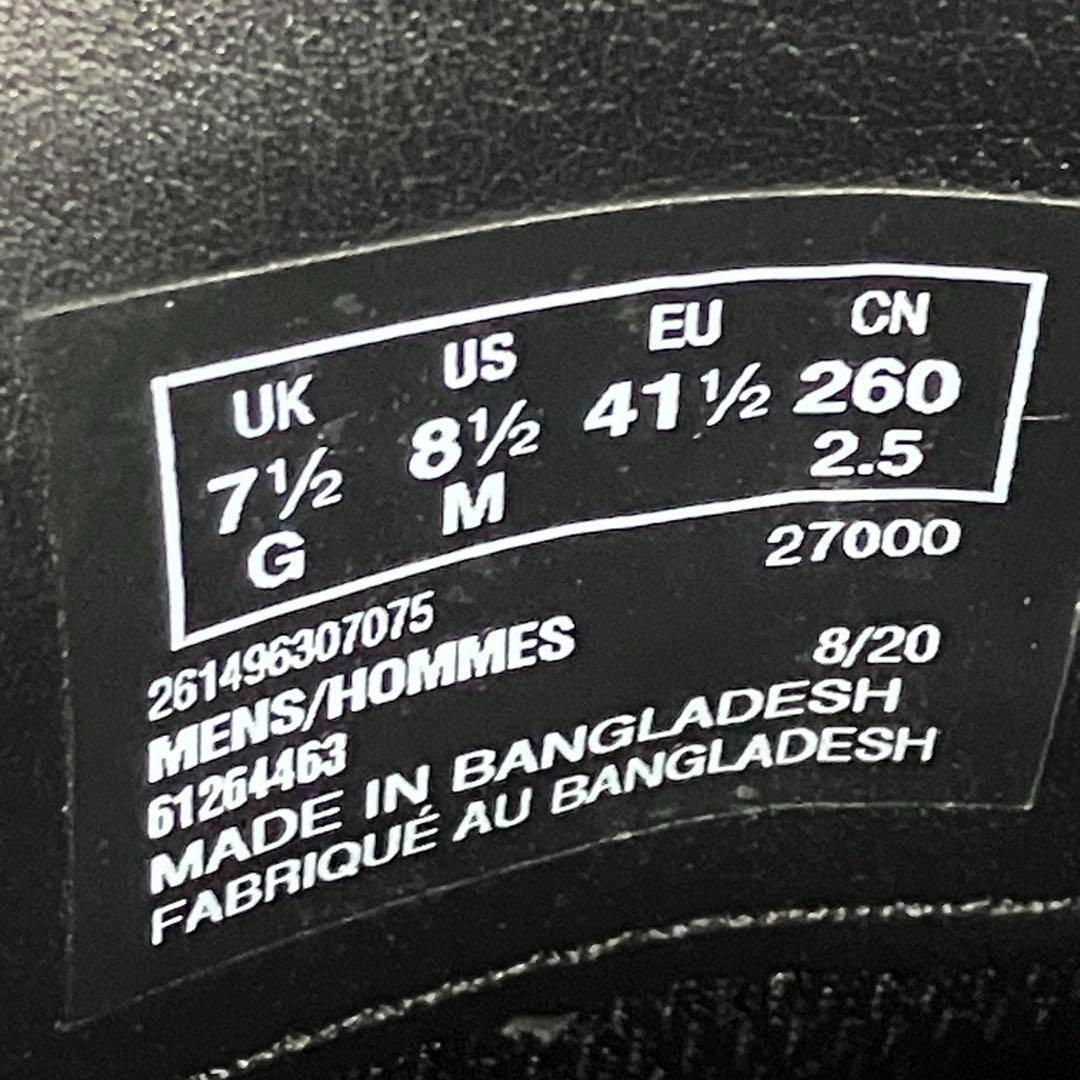 UK US EU CN
7½ 8½ 41½ 260
G M 2.5
27000
261496307075
MENS/HOMMES 8/20
61264463
MADE IN BANGLADESH
FABRIQUÉ AU BANGLADESH